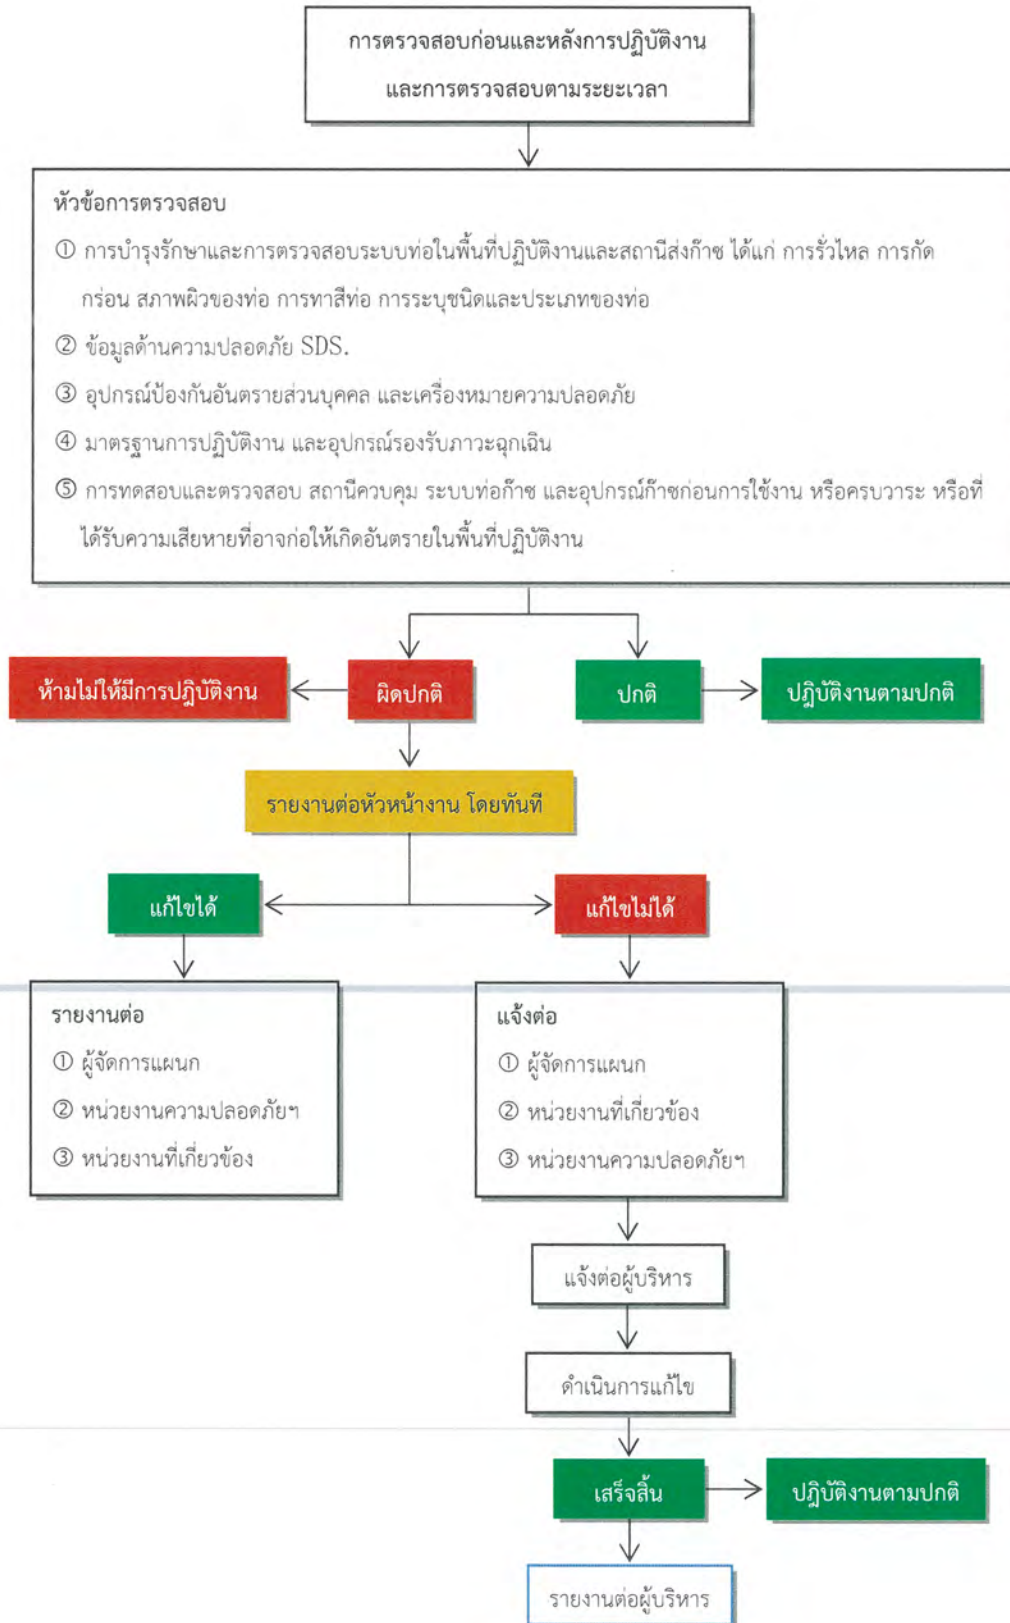 การตรวจสอบก่อนและหลังการปฏิบัติงาน
และการตรวจสอบตามระยะเวลา
หัวข้อการตรวจสอบ
① การบำรุงรักษาและการตรวจสอบระบบท่อในพื้นที่ปฏิบัติงานและสถานีส่งก๊าซ ได้แก่ การรั่วไหล การกัด
กร่อน สภาพผิวของท่อ การทาสีท่อ การระบุชนิดและประเภทของท่อ
② ข้อมูลด้านความปลอดภัย SDS.
③ อุปกรณ์ป้องกันอันตรายส่วนบุคคล และเครื่องหมายความปลอดภัย
④ มาตรฐานการปฏิบัติงาน และอุปกรณ์รองรับภาวะฉุกเฉิน
⑤ การทดสอบและตรวจสอบ สถานีควบคุม ระบบท่อก๊าซ และอุปกรณ์ก๊าซก่อนการใช้งาน หรือครบวาระ หรือที่
ได้รับความเสียหายที่อาจก่อให้เกิดอันตรายในพื้นที่ปฏิบัติงาน
ห้ามไม่ให้มีการปฏิบัติงาน
ผิดปกติ
ปกติ
ปฏิบัติงานตามปกติ
รายงานต่อหัวหน้างาน โดยทันที
แก้ไขได้
แก้ไขไม่ได้
รายงานต่อ
① ผู้จัดการแผนก
② หน่วยงานความปลอดภัยฯ
③ หน่วยงานที่เกี่ยวข้อง
แจ้งต่อ
① ผู้จัดการแผนก
② หน่วยงานที่เกี่ยวข้อง
③ หน่วยงานความปลอดภัยฯ
แจ้งต่อผู้บริหาร
ดำเนินการแก้ไข
เสร็จสิ้น
ปฏิบัติงานตามปกติ
รายงานต่อผู้บริหาร